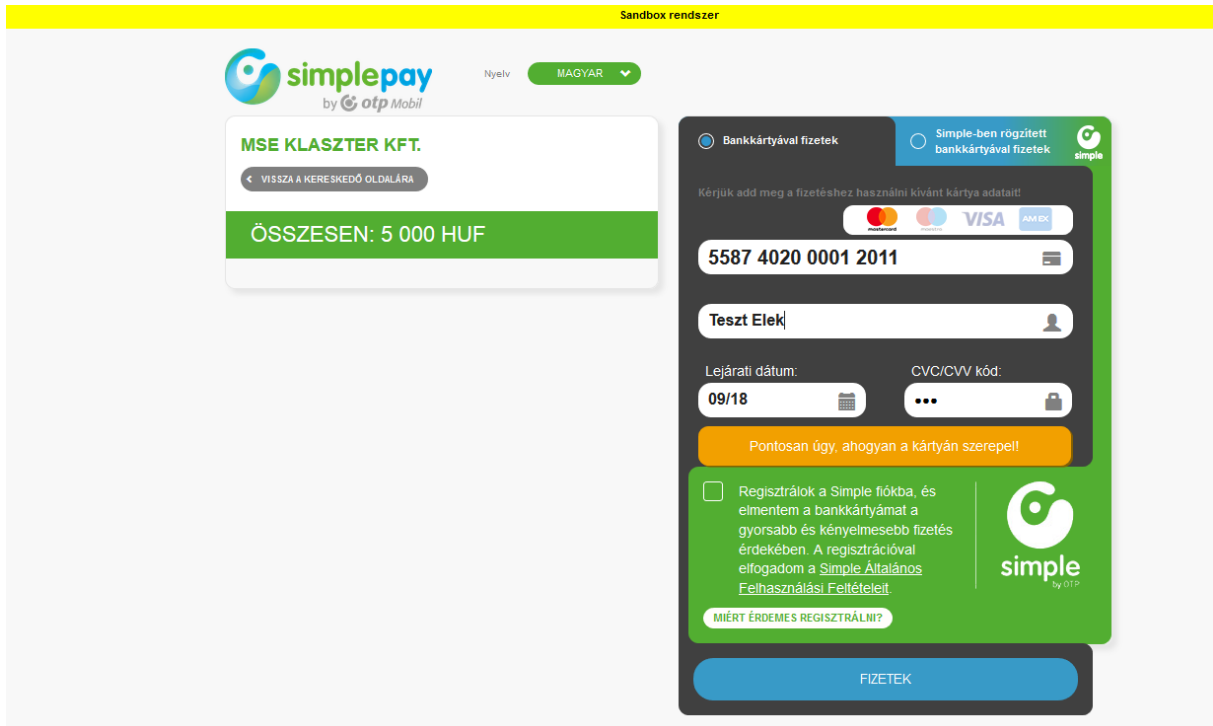 Sandbox rendszer
simplepay
by otp Mobil
Nyelv
MAGYAR
MSE KLASZTER KFT.
VISSZA A KERESKEDŐ OLDALÁRA
ÖSSZESEN: 5 000 HUF
Bankkártyával fizetek
Simple-ben rögzített
bankkártyával fizetek
simple
Kérjük add meg a fizetéshez használni kívánt kártya adatait!
mastercard
maestro
VISA
AM EX
5587 4020 0001 2011
Teszt Elek
Lejárati dátum:
CVC/CVV kód:
09/18
•••
Pontosan úgy, ahogyan a kártyán szerepel!
Regisztrálok a Simple fiókba, és
elmentem a bankkártyámat a
gyorsabb és kényelmesebb fizetés
érdekében. A regisztrációval
elfogadom a Simple Általános
Felhasználási Feltételeit.
simple
by OTP
MIÉRT ÉRDEMES REGISZTRÁLNI?
FIZETEK